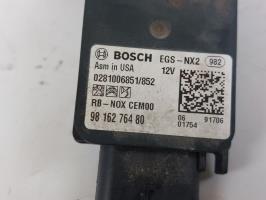 BOSCH EGS-NX2 982
Asm in USA 12V
0281006851/852
RB-NOX CEM00 06 91706
98 162 764 80 01754